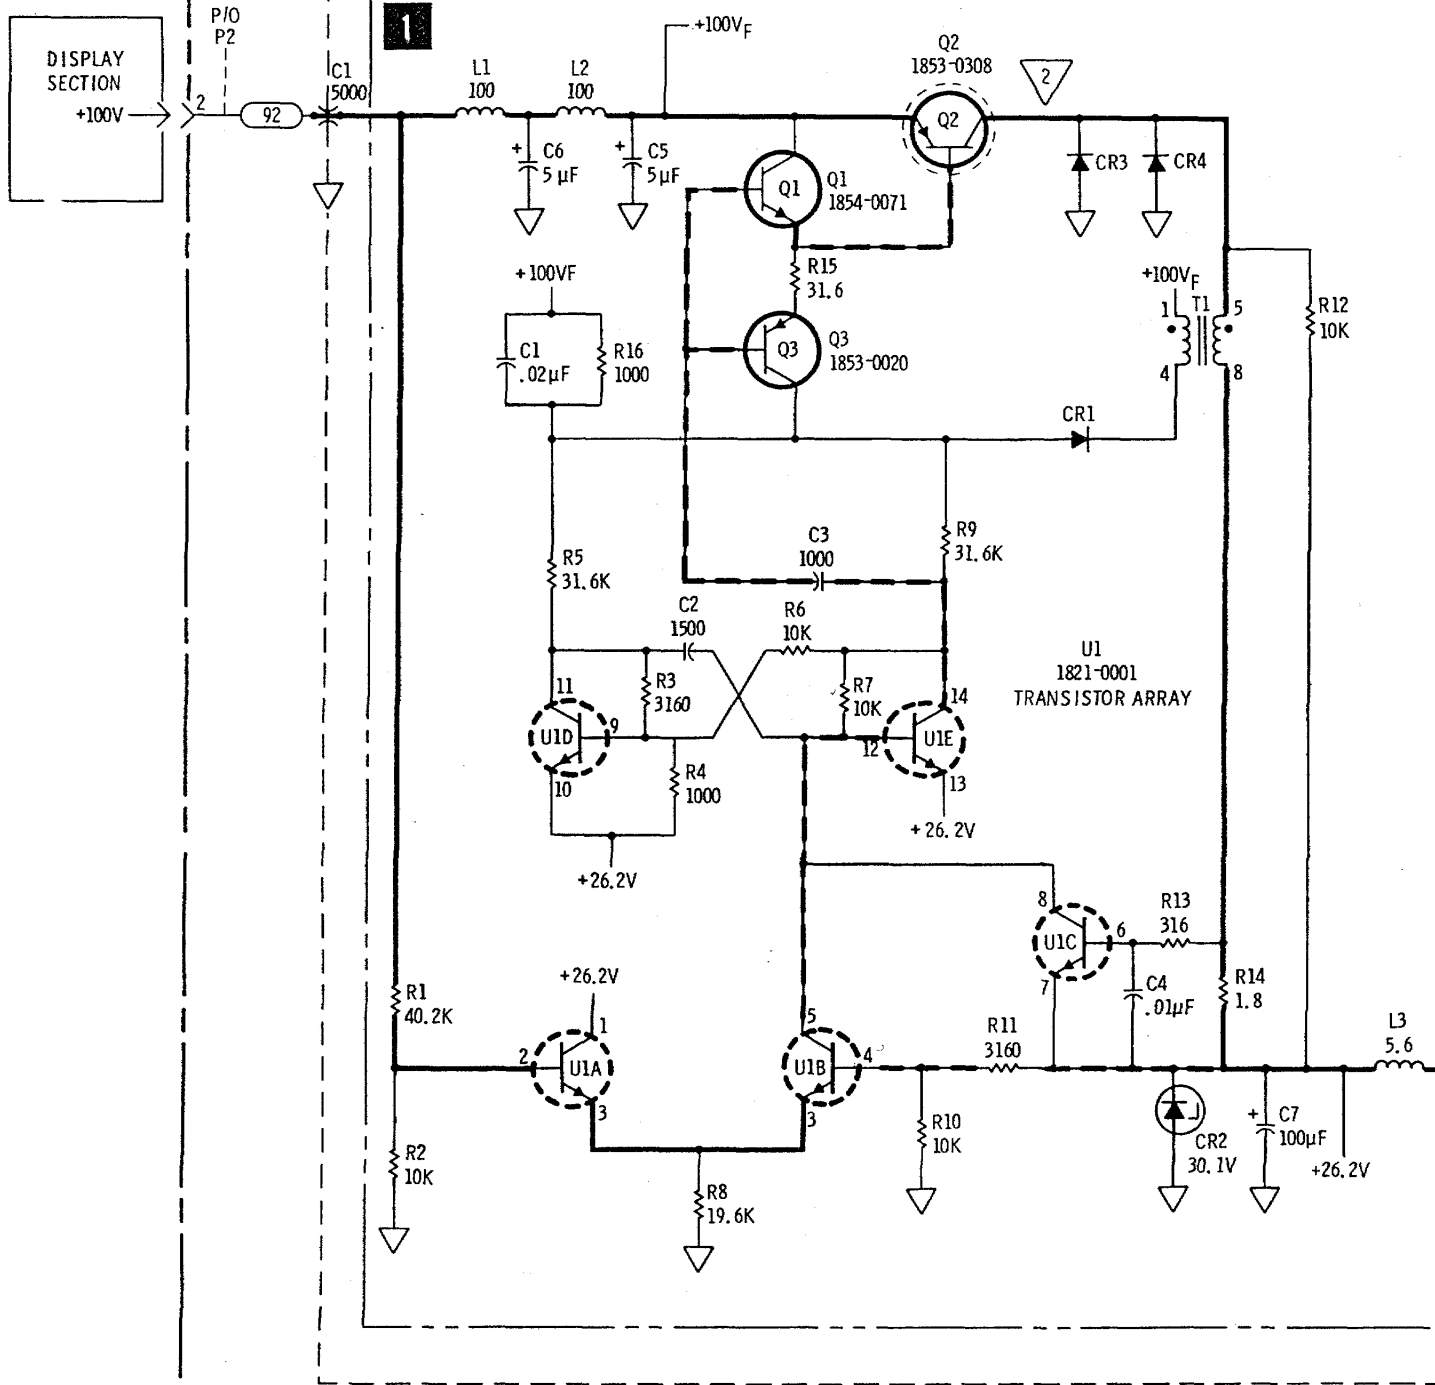 1
P/O
P2
DISPLAY
SECTION
+100V
2
92
C1
5000
L1
100
L2
100
+100VF
Q2
1853-0308
2
Q2
+
C6
5 µF
+
C5
5µF
CR3
CR4
Q1
Q1
1854-0071
R15
31.6
+100VF
+100VF
T1
1
5
4
8
R12
10K
C1
.02µF
R16
1000
Q3
Q3
1853-0020
CR1
R5
31.6K
C3
1000
R9
31.6K
C2
1500
R6
10K
R3
3160
R7
10K
U1
1821-0001
TRANSISTOR ARRAY
11
U1D
9
10
R4
1000
14
12
U1E
13
+26.2V
+26.2V
8
U1C
6
7
R13
316
C4
.01µF
R14
1.8
R1
40.2K
+26.2V
1
2
U1A
3
5
U1B
4
3
R11
3160
L3
5.6
R2
10K
R8
19.6K
R10
10K
CR2
30.1V
+
C7
100µF
+26.2V